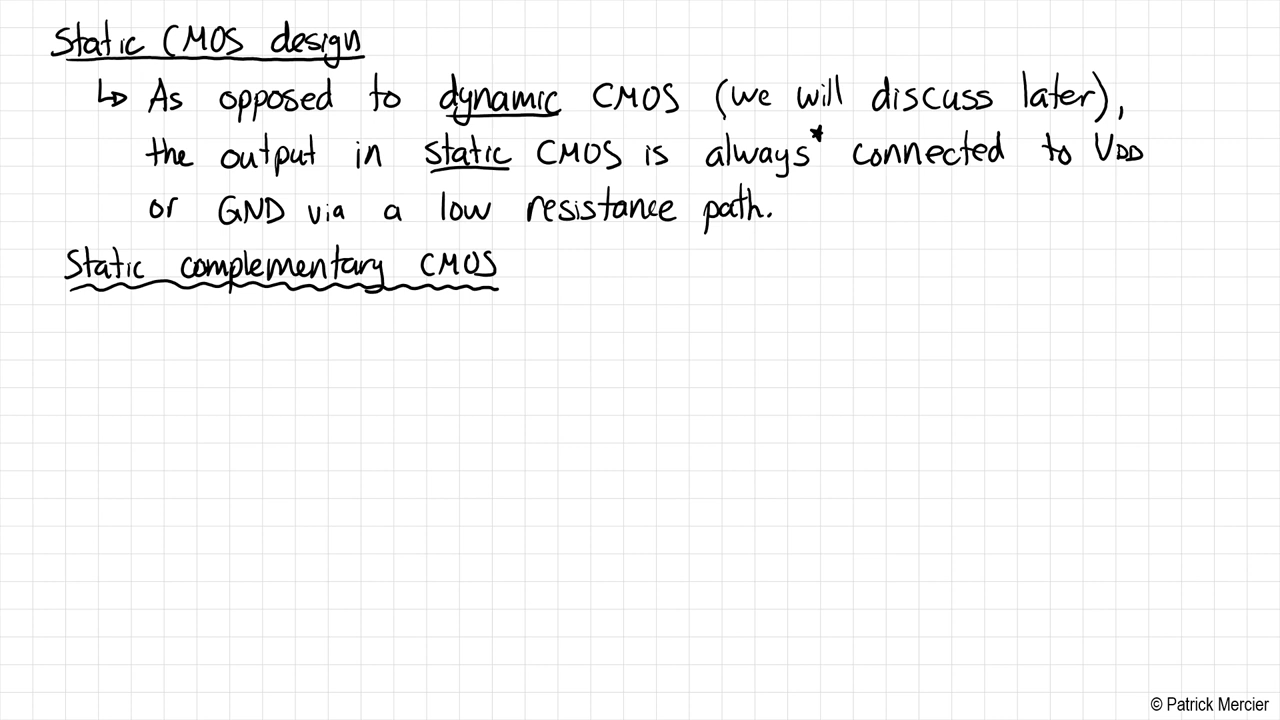 Static CMOS design
↳ As opposed to dynamic CMOS (we will discuss later),
the output in static CMOS is always* connected to VDD
or GND via a low resistance path.
Static complementary CMOS
© Patrick Mercier